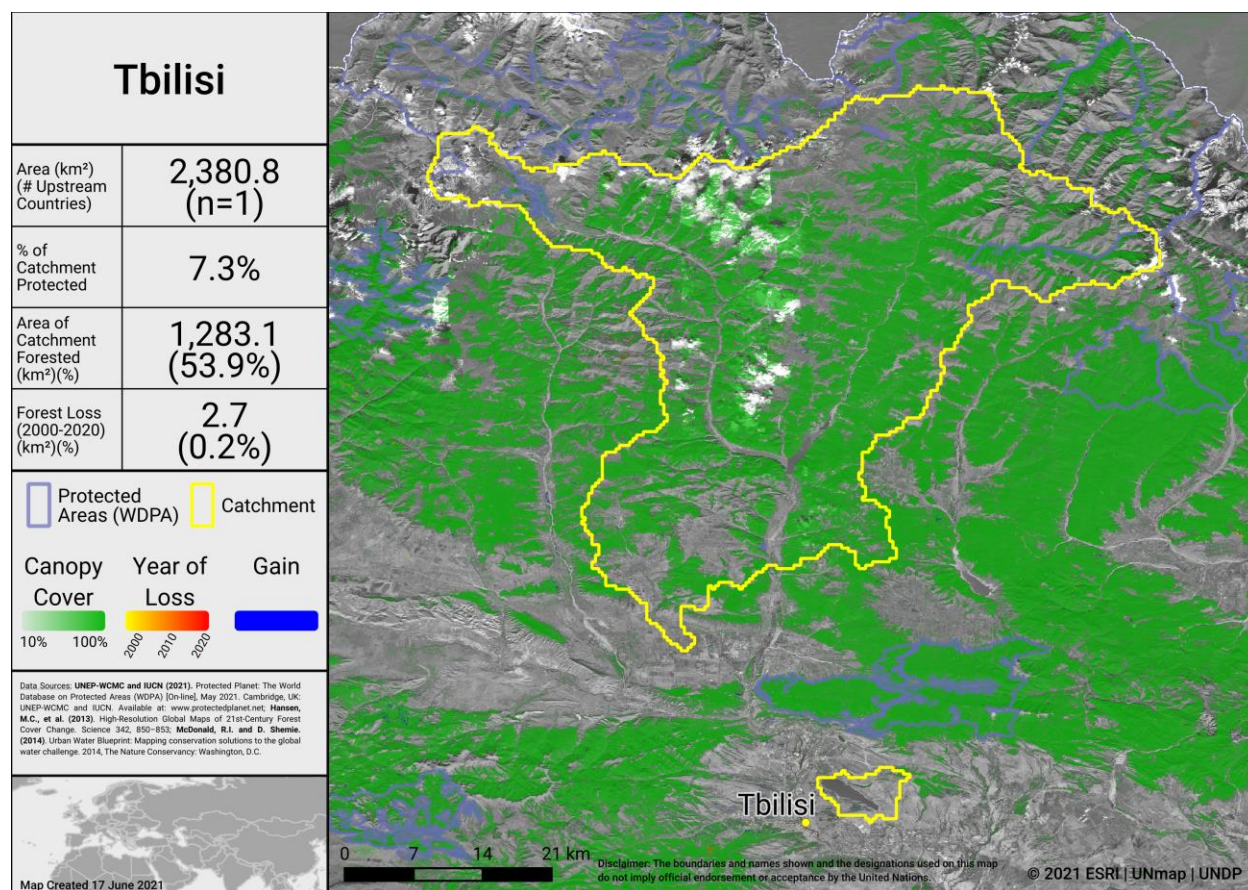 Tbilisi
Area (km²)
(# Upstream
Countries)
2,380.8
(n=1)
% of
Catchment
Protected
7.3%
Area of
Catchment
Forested
(km²)(%)
1,283.1
(53.9%)
Forest Loss
(2000-2020)
(km²)(%)
2.7
(0.2%)
Protected
Areas (WDPA)
Catchment
Canopy
Cover
10% 100%
Year of
Loss
2000 2010 2020
Gain
Data Sources: UNEP-WCMC and IUCN (2021). Protected Planet: The World
Database on Protected Areas (WDPA) [On-line], May 2021. Cambridge, UK:
UNEP-WCMC and IUCN. Available at: www.protectedplanet.net; Hansen,
M.C., et al. (2013). High-Resolution Global Maps of 21st-Century Forest
Cover Change. Science 342, 850–853; McDonald, R.I. and D. Shemie.
(2014). Urban Water Blueprint: Mapping conservation solutions to the global
water challenge. 2014, The Nature Conservancy: Washington, D.C.
Map Created 17 June 2021
Tbilisi
0 7 14 21 km
Disclaimer: The boundaries and names shown and the designations used on this map
do not imply official endorsement or acceptance by the United Nations.
© 2021 ESRI | UNmap | UNDP